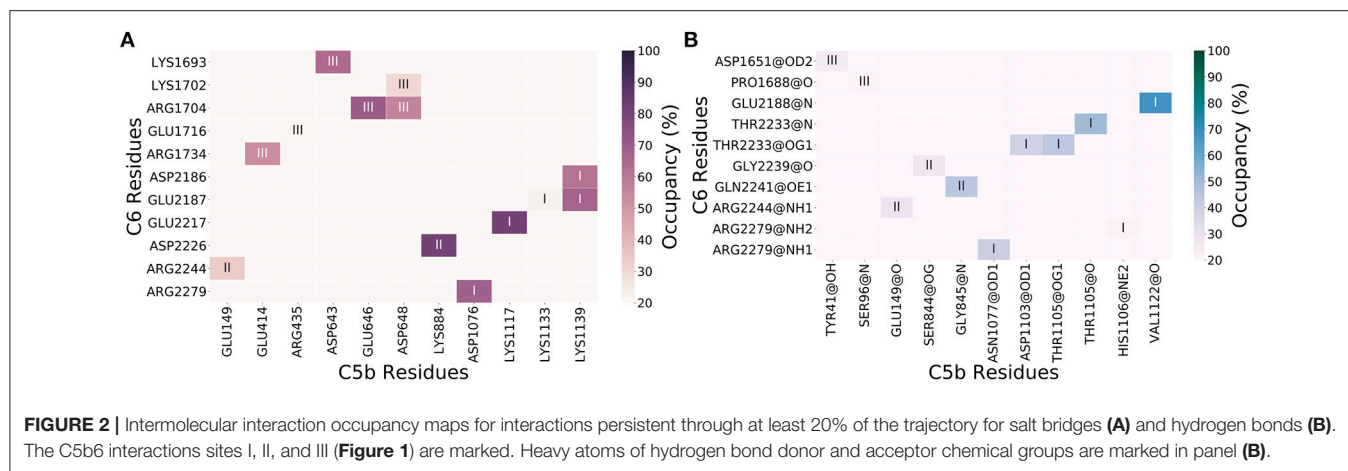 A
LYS1693
LYS1702
ARG1704
GLU1716
ARG1734
ASP2186
GLU2187
GLU2217
ASP2226
ARG2244
ARG2279
C6 Residues
III
III
III III
III
III
I
I I
I
II
II
I
GLU149
GLU414
ARG435
ASP643
GLU646
ASP648
LYS884
ASP1076
LYS1117
LYS1133
LYS1139
C5b Residues
100
90
80
70
60
50
40
30
20
Occupancy (%)
B
ASP1651@OD2
PRO1688@O
GLU2188@N
THR2233@N
THR2233@OG1
GLY2239@O
GLN2241@OE1
ARG2244@NH1
ARG2279@NH2
ARG2279@NH1
C6 Residues
III
III
I
I
I I
II
II
II
I
I
TYR41@OH
SER96@N
GLU149@O
SER844@OG
GLY845@N
ASN1077@OD1
ASP1103@OD1
THR1105@OG1
THR1105@O
HIS1106@NE2
VAL1122@O
C5b Residues
100
90
80
70
60
50
40
30
20
Occupancy (%)
FIGURE 2 | Intermolecular interaction occupancy maps for interactions persistent through at least 20% of the trajectory for salt bridges (A) and hydrogen bonds (B).
The C5b6 interactions sites I, II, and III (Figure 1) are marked. Heavy atoms of hydrogen bond donor and acceptor chemical groups are marked in panel (B).